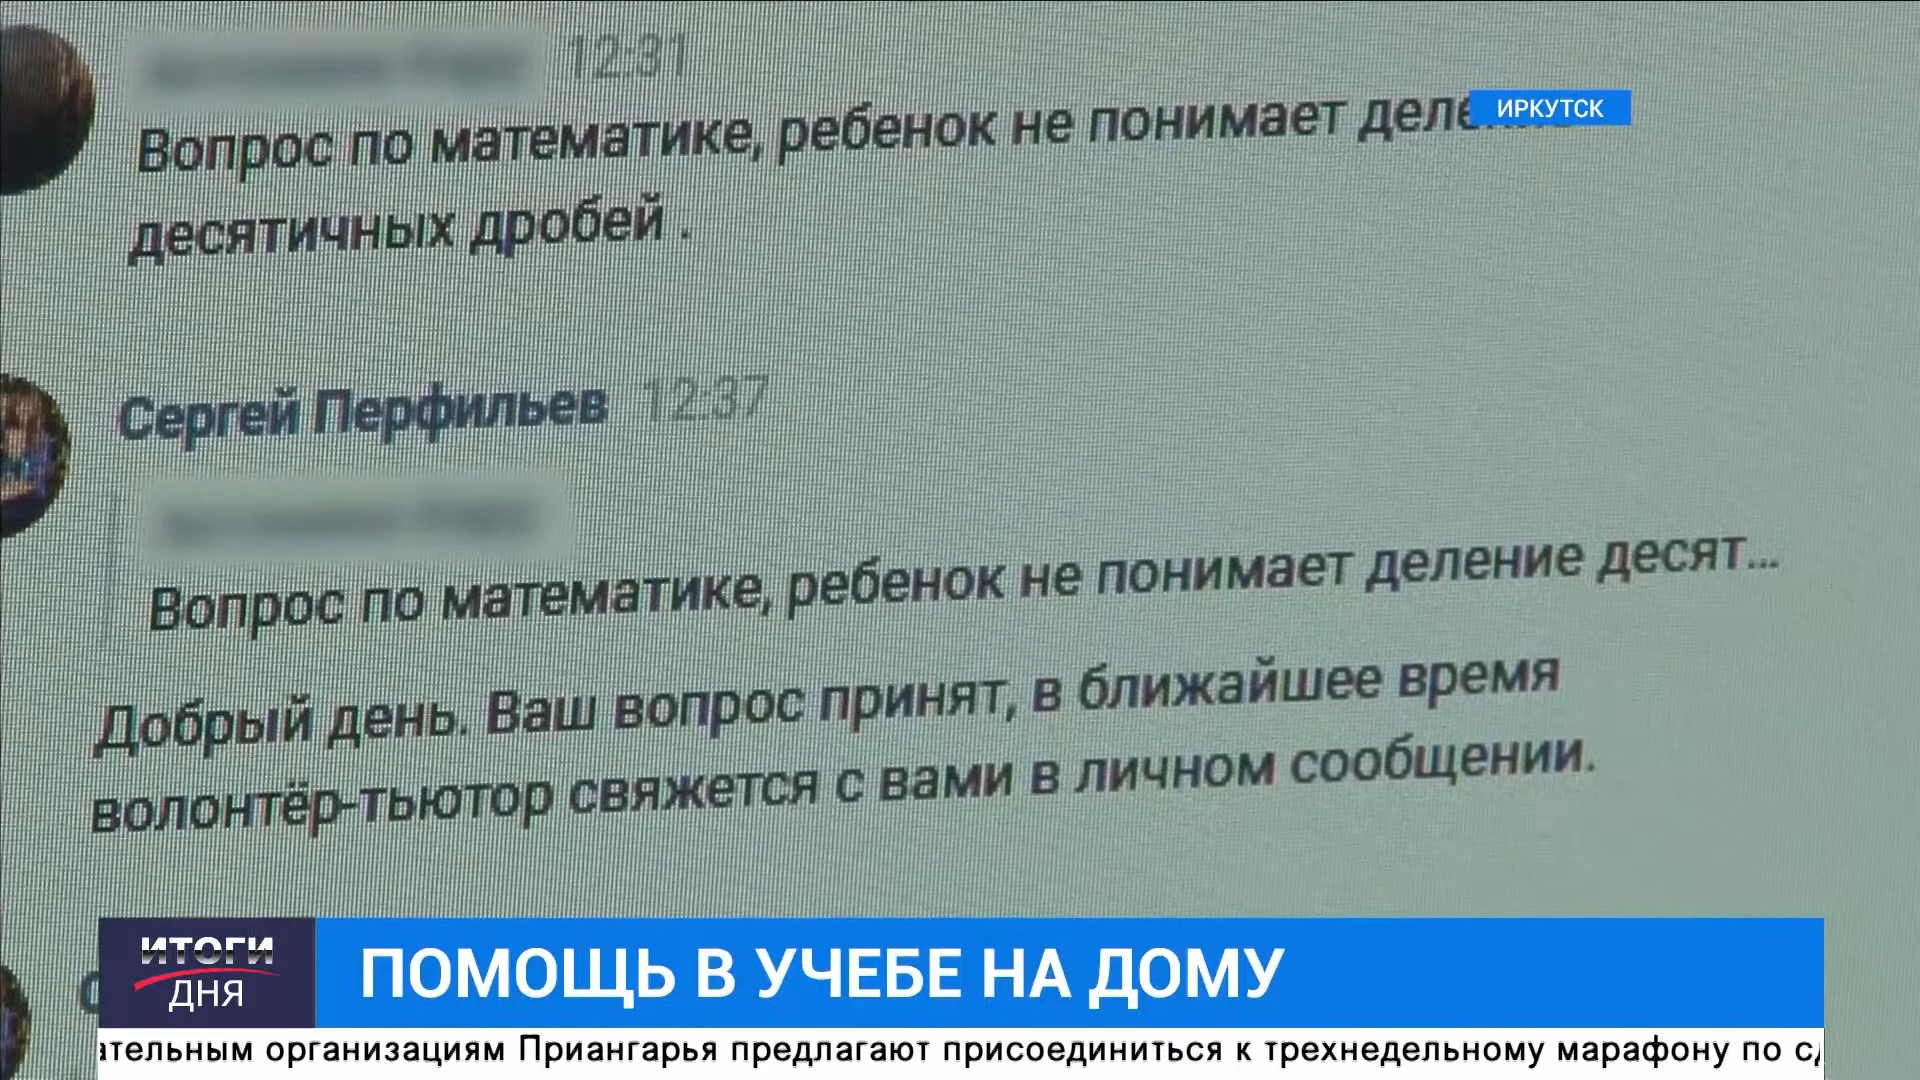 12:31
ИРКУТСК
Вопрос по математике, ребенок не понимает деление
десятичных дробей .
Сергей Перфильев 12:37
Вопрос по математике, ребенок не понимает деление десят...
Добрый день. Ваш вопрос принят, в ближайшее время
волонтёр-тьютор свяжется с вами в личном сообщении.
ИТОГИ
ДНЯ
ПОМОЩЬ В УЧЕБЕ НА ДОМУ
ательным организациям Приангарья предлагают присоединиться к трехнедельному марафону по сд